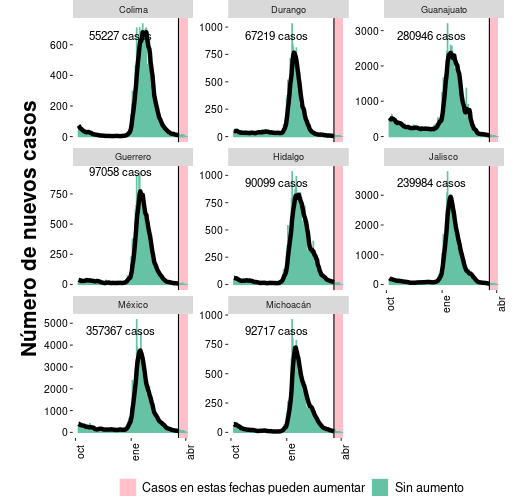 Colima
Durango
Guanajuato
55227 casos
67219 casos
280946 casos
600
400
200
0
1000
750
500
250
0
3000
2000
1000
0
Guerrero
Hidalgo
Jalisco
97058 casos
90099 casos
239984 casos
750
500
250
0
1000
750
500
250
0
3000
2000
1000
0
México
Michoacán
357367 casos
92717 casos
5000
4000
3000
2000
1000
0
1000
750
500
250
0
oct
ene
abr
oct
ene
abr
oct
ene
abr
Número de nuevos casos
Casos en estas fechas pueden aumentar
Sin aumento